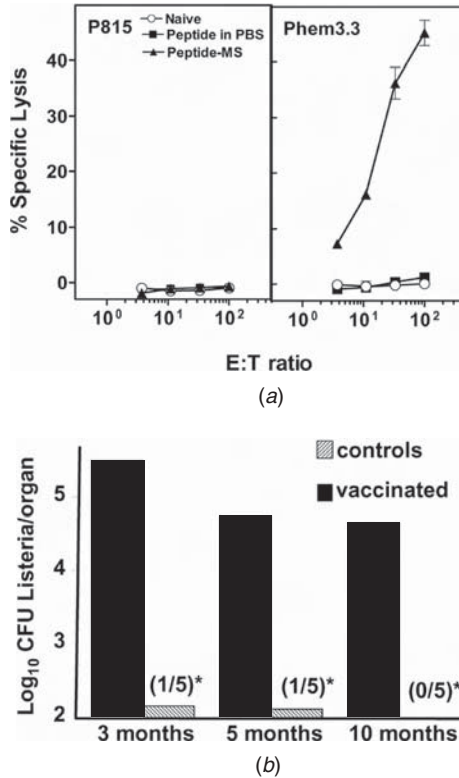 P815
Naive
Peptide in PBS
Peptide-MS
Phem3.3
% Specific Lysis
40
30
20
10
0
10⁰ 10¹ 10² 10⁰ 10¹ 10²
E:T ratio
(a)
controls
vaccinated
Log₁₀ CFU Listeria/organ
5
4
3
2
(1/5)* (1/5)* (0/5)*
3 months 5 months 10 months
(b)